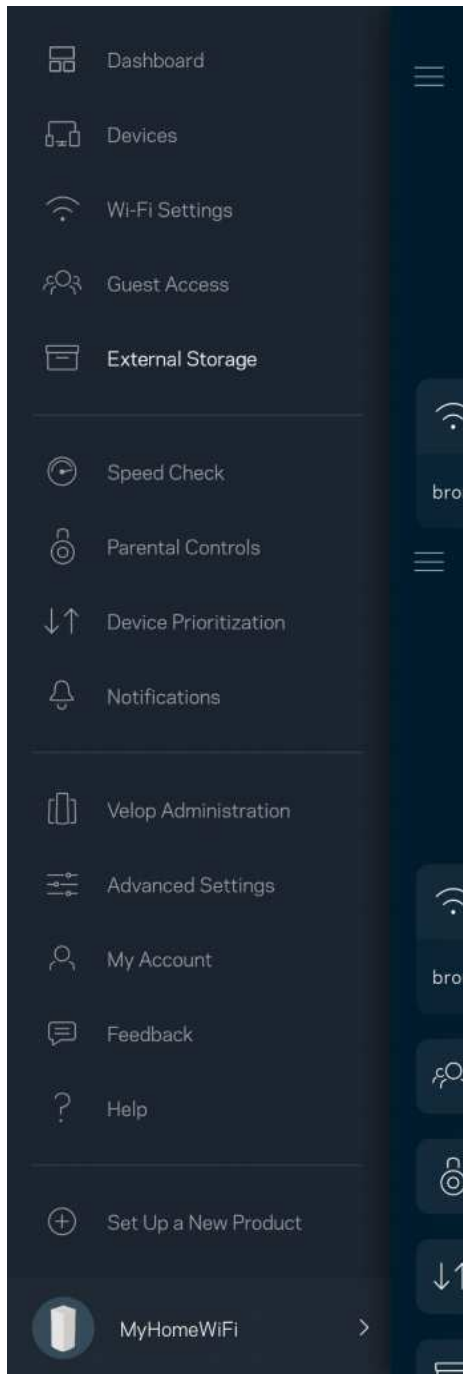 Dashboard
Devices
Wi-Fi Settings
Guest Access
External Storage
bro
Speed Check
Parental Controls
Device Prioritization
Notifications
Velop Administration
Advanced Settings
My Account
bro
Feedback
Help
Set Up a New Product
MyHomeWiFi